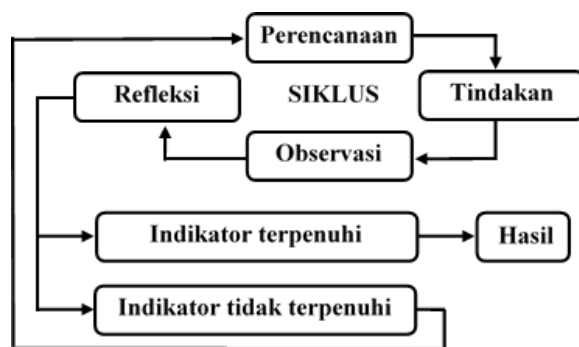 Perencanaan
Refleksi
SIKLUS
Tindakan
Observasi
Indikator terpenuhi
Hasil
Indikator tidak terpenuhi